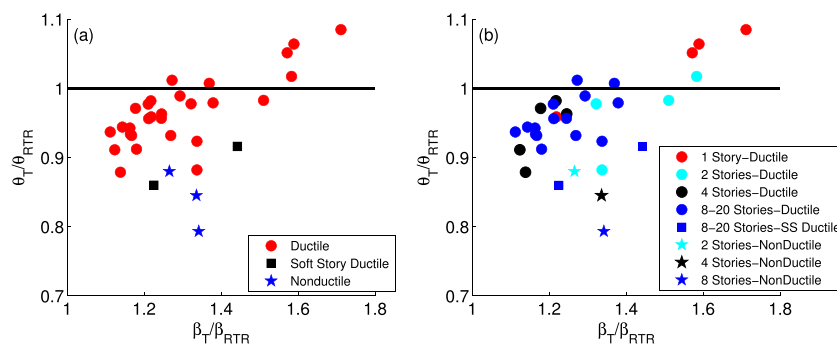 (a)
1.1
1
0.9
0.8
0.7
θT/θRTR
1 1.2 1.4 1.6 1.8
βT/βRTR
Ductile
Soft Story Ductile
Nonductile
(b)
1.1
1
0.9
0.8
0.7
θT/θRTR
1 1.2 1.4 1.6 1.8
βT/βRTR
1 Story−Ductile
2 Stories−Ductile
4 Stories−Ductile
8−20 Stories−Ductile
8−20 Stories−SS Ductile
2 Stories−NonDuctile
4 Stories−NonDuctile
8 Stories−NonDuctile